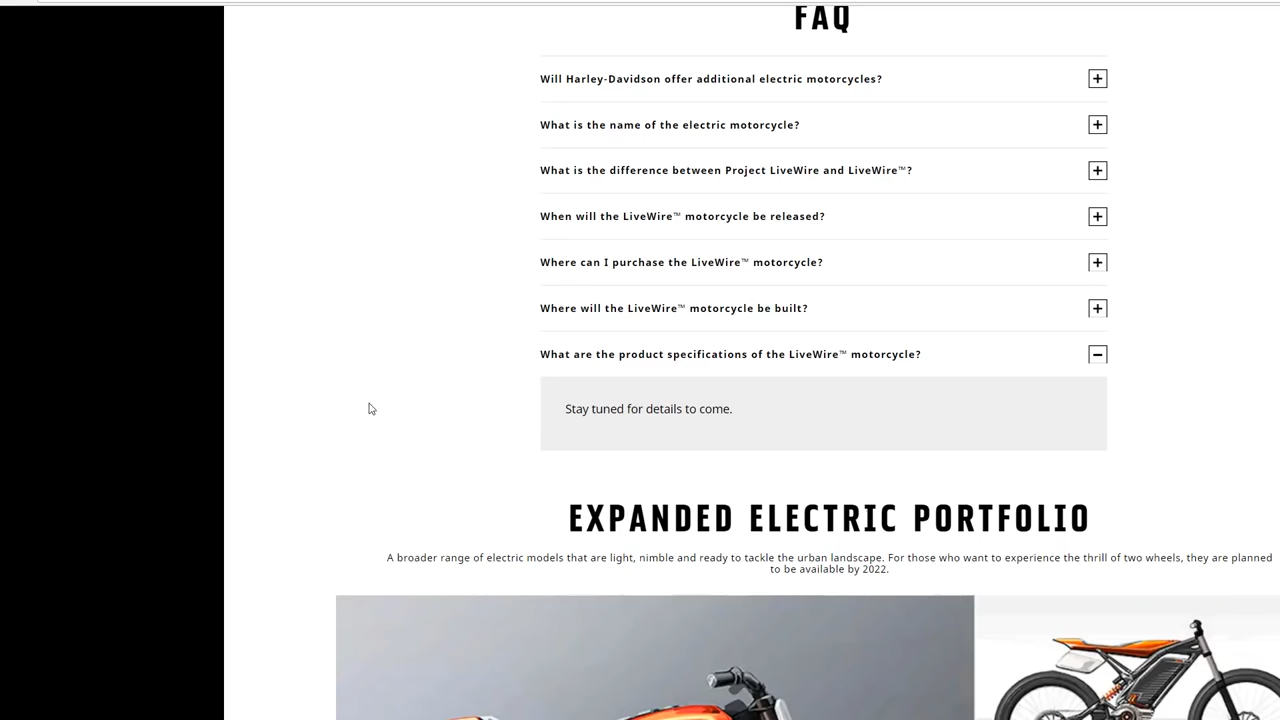 FAQ
Will Harley-Davidson offer additional electric motorcycles?
What is the name of the electric motorcycle?
What is the difference between Project LiveWire and LiveWire™?
When will the LiveWire™ motorcycle be released?
Where can I purchase the LiveWire™ motorcycle?
Where will the LiveWire™ motorcycle be built?
What are the product specifications of the LiveWire™ motorcycle?
Stay tuned for details to come.
EXPANDED ELECTRIC PORTFOLIO
A broader range of electric models that are light, nimble and ready to tackle the urban landscape. For those who want to experience the thrill of two wheels, they are planned
to be available by 2022.